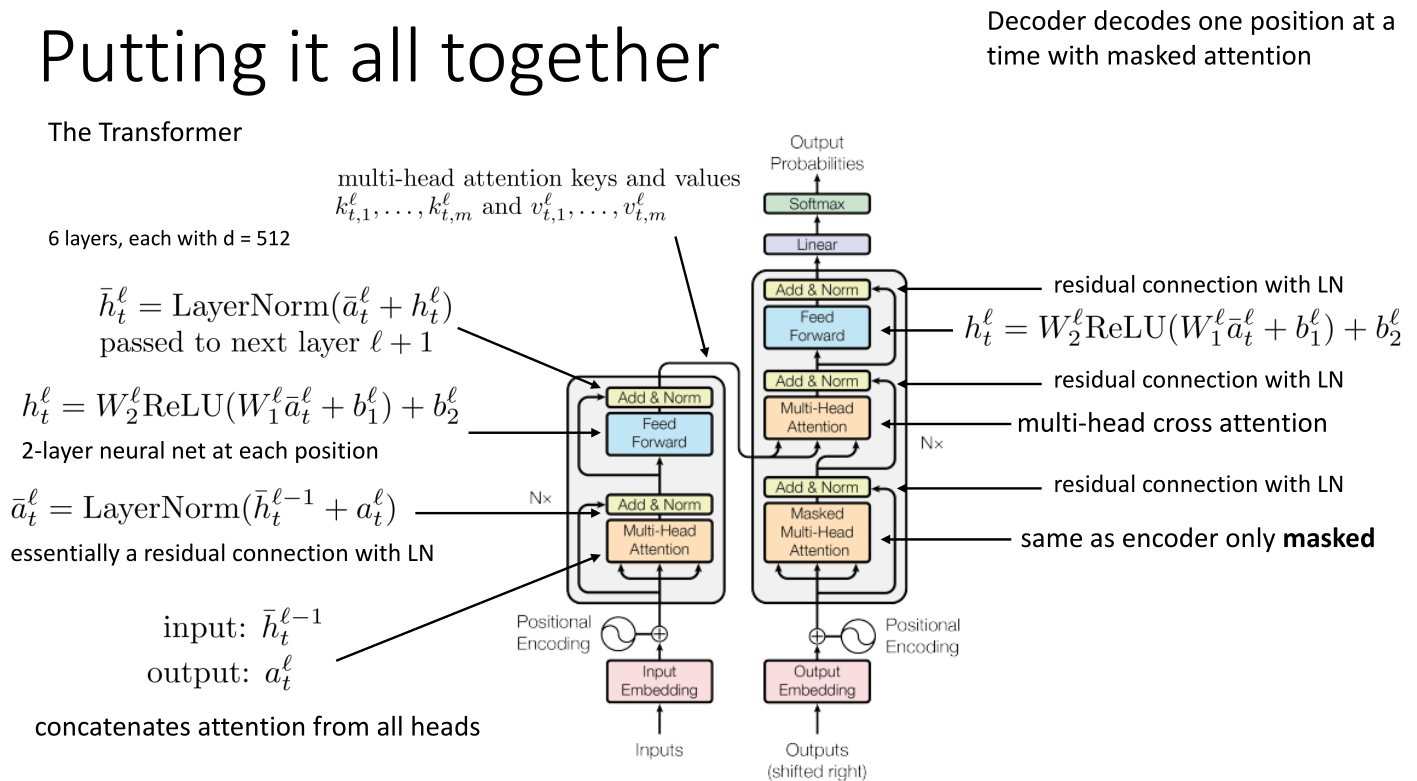 Putting it all together
Decoder decodes one position at a
time with masked attention
The Transformer
6 layers, each with d = 512
multi-head attention keys and values
$k_{t,1}^{\ell}, \ldots, k_{t,m}^{\ell}$ and $v_{t,1}^{\ell}, \ldots, v_{t,m}^{\ell}$
$\bar{h}_t^{\ell} = \text{LayerNorm}(\bar{a}_t^{\ell} + h_t^{\ell})$
passed to next layer $\ell + 1$
$h_t^{\ell} = W_2^{\ell}\text{ReLU}(W_1^{\ell}\bar{a}_t^{\ell} + b_1^{\ell}) + b_2^{\ell}$
2-layer neural net at each position
$\bar{a}_t^{\ell} = \text{LayerNorm}(\bar{h}_t^{\ell-1} + a_t^{\ell})$
essentially a residual connection with LN
input: $\bar{h}_t^{\ell-1}$
output: $a_t^{\ell}$
concatenates attention from all heads
Add & Norm
Feed
Forward
N×
Add & Norm
Multi-Head
Attention
Positional
Encoding
Input
Embedding
Inputs
Output
Probabilities
Softmax
Linear
Add & Norm
Feed
Forward
Add & Norm
Multi-Head
Attention
N×
Add & Norm
Masked
Multi-Head
Attention
Positional
Encoding
Output
Embedding
Outputs
(shifted right)
residual connection with LN
$h_t^{\ell} = W_2^{\ell}\text{ReLU}(W_1^{\ell}\bar{a}_t^{\ell} + b_1^{\ell}) + b_2^{\ell}$
residual connection with LN
multi-head cross attention
residual connection with LN
same as encoder only masked